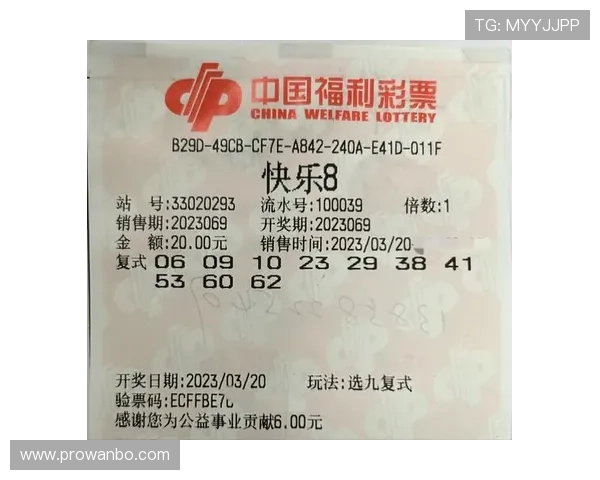 TG: MYYJJPP
中国福利彩票
CHINA WELFARE LOTTERY
B29D-49CB-CF7E-A842-240A-E41D-011F
快乐8
站 号:33020293 流水号:100039 倍数:1
销售期:2023069 开奖期:2023069
金 额:20.00元 销售时间:2023/03/20
复式 06 09 10 23 29 38 41
53 60 62
开奖日期:2023/03/20 玩法:选九复式
验票码:ECFFBE76
感谢您为公益事业贡献6.00元
www.prowanbo.com